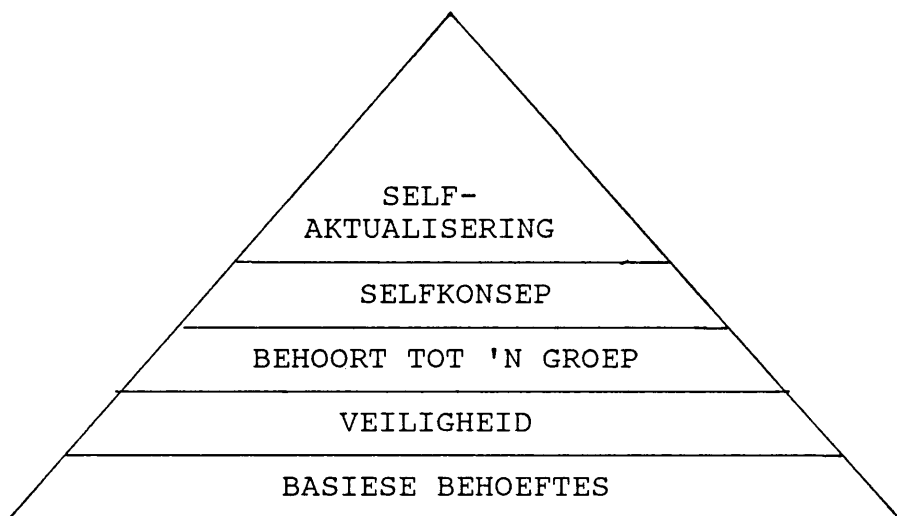 SELF-
AKTUALISERING
SELFKONSEP
BEHOORT TOT 'N GROEP
VEILIGHEID
BASIESE BEHOEFTES